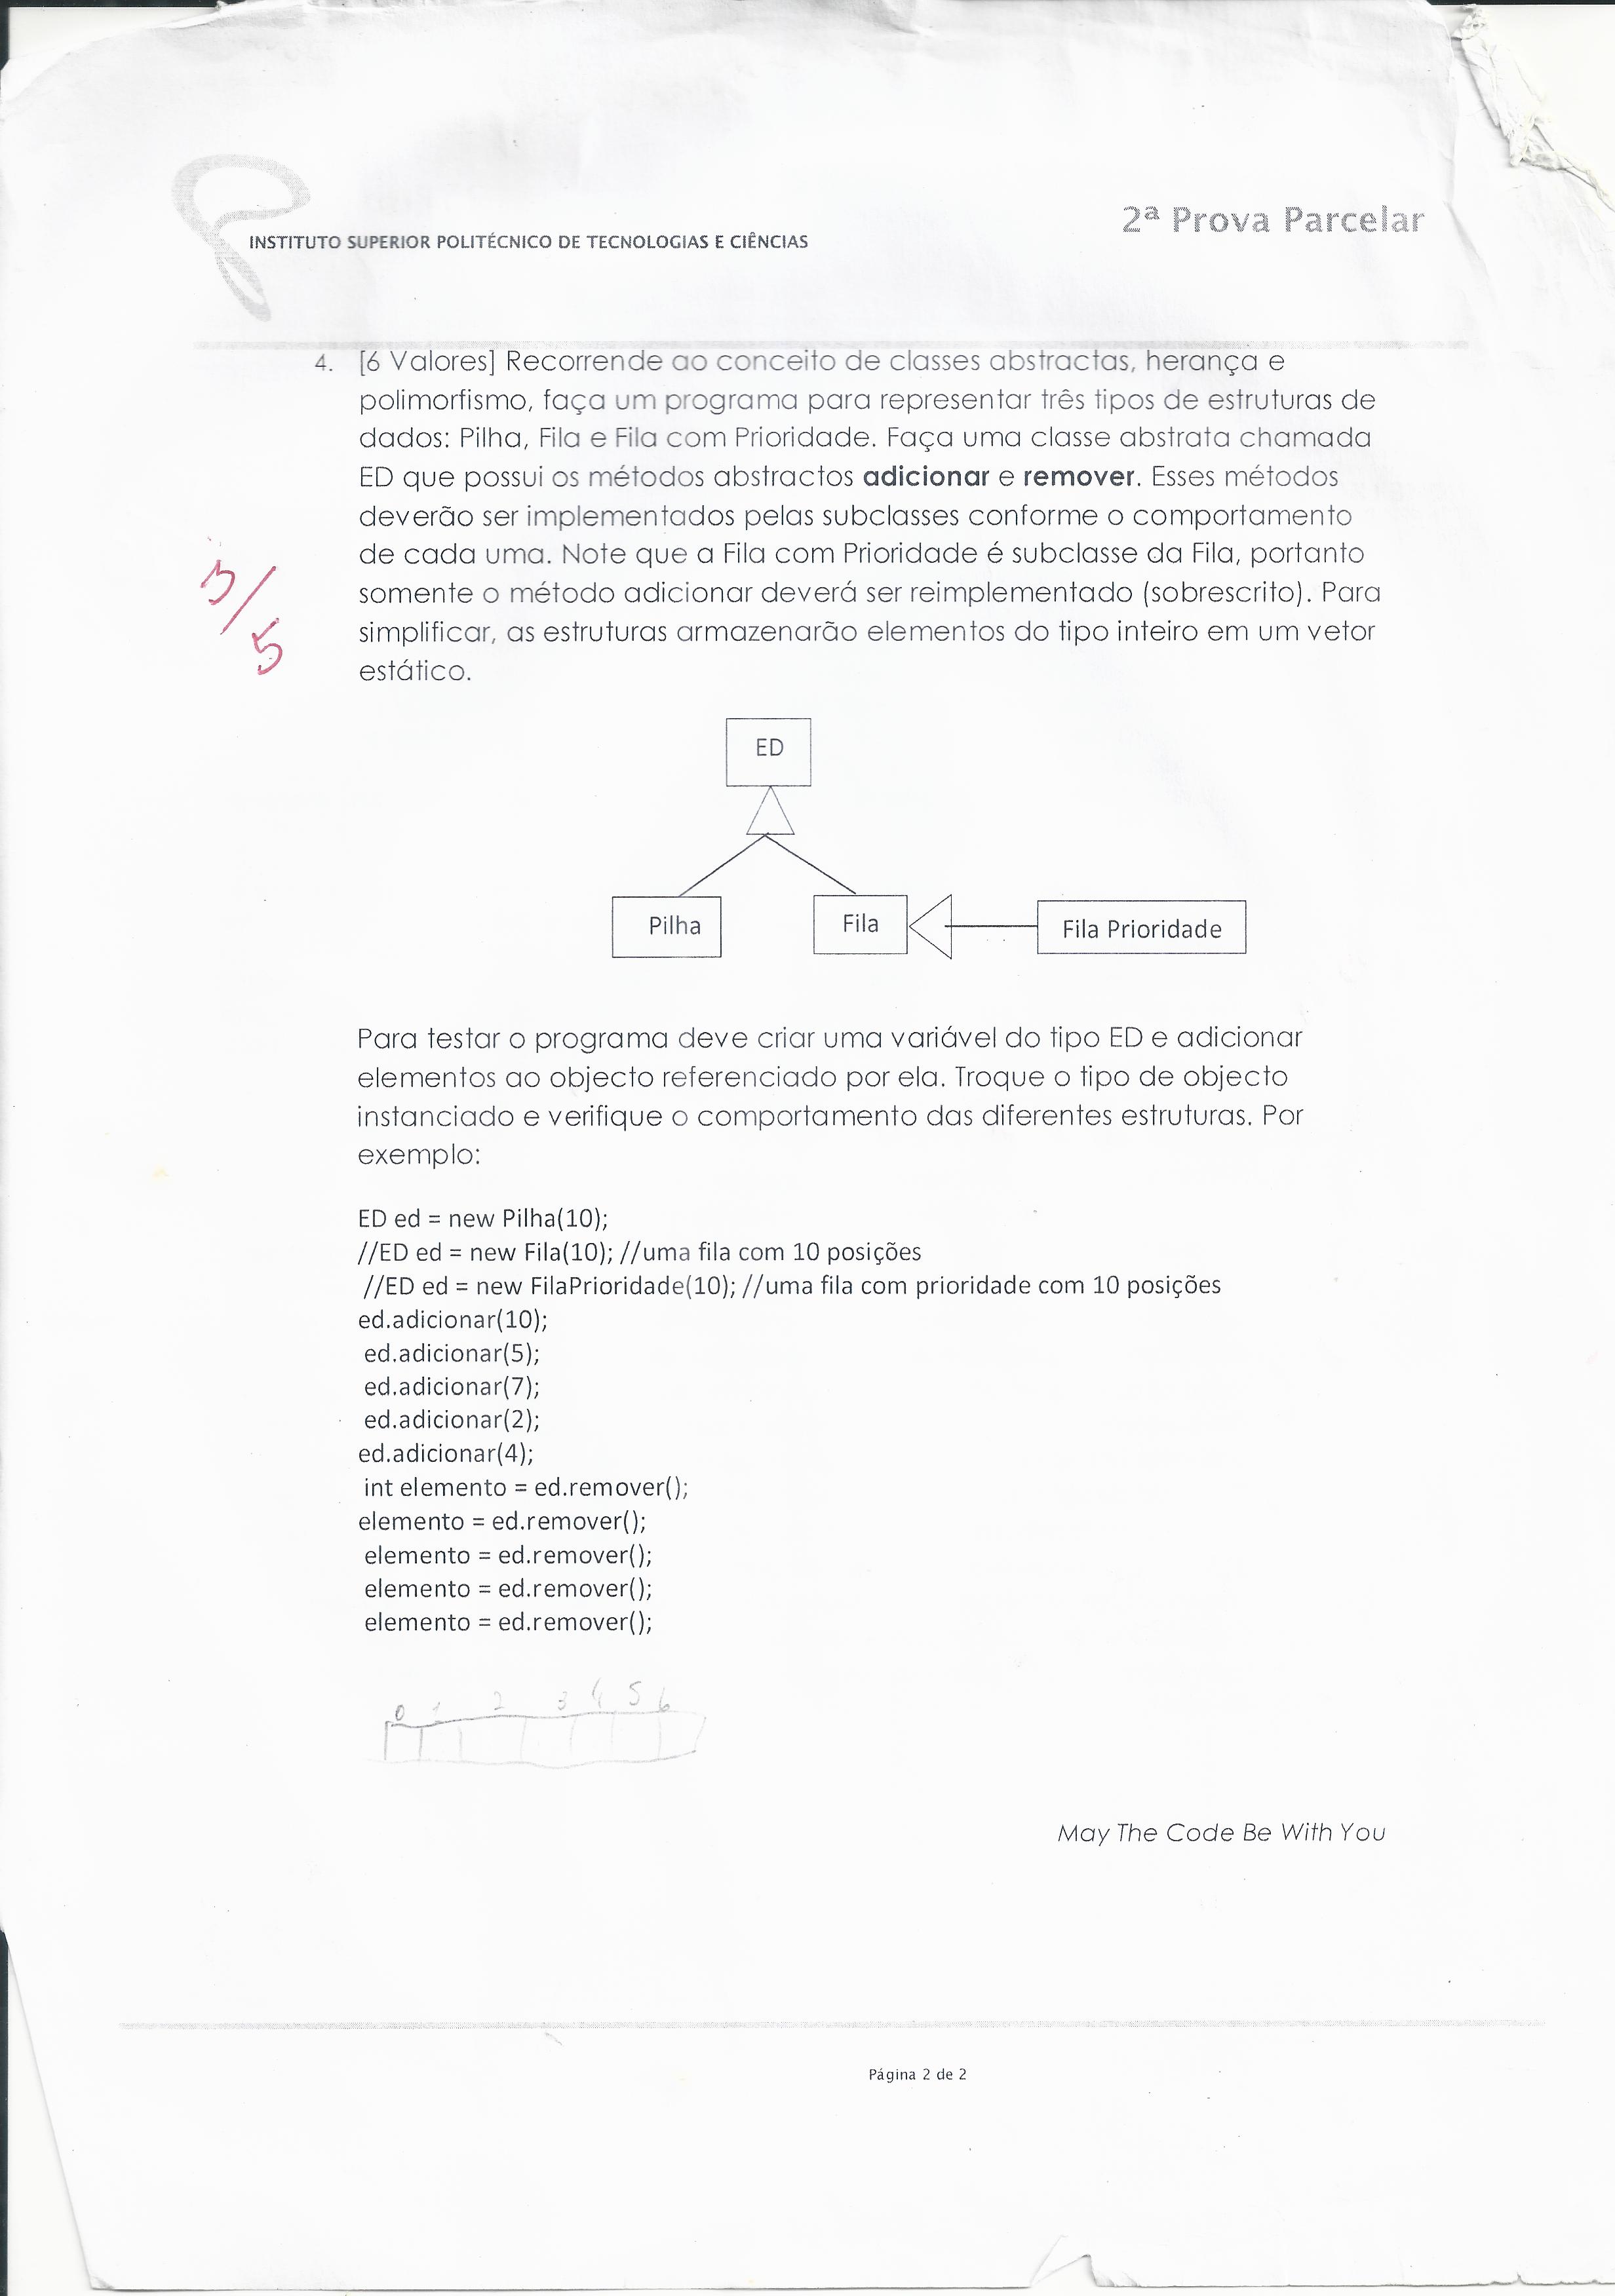 2ª Prova Parcelar
INSTITUTO SUPERIOR POLITÉCNICO DE TECNOLOGIAS E CIÊNCIAS
4. [6 Valores] Recorrende ao conceito de classes abstractas, herança e
polimorfismo, faça um programa para representar três tipos de estruturas de
dados: Pilha, Fila e Fila com Prioridade. Faça uma classe abstrata chamada
ED que possui os métodos abstractos adicionar e remover. Esses métodos
deverão ser implementados pelas subclasses conforme o comportamento
de cada uma. Note que a Fila com Prioridade é subclasse da Fila, portanto
somente o método adicionar deverá ser reimplementado (sobrescrito). Para
simplificar, as estruturas armazenarão elementos do tipo inteiro em um vetor
estático.
3/5
ED
Pilha
Fila
Fila Prioridade
Para testar o programa deve criar uma variável do tipo ED e adicionar
elementos ao objecto referenciado por ela. Troque o tipo de objecto
instanciado e verifique o comportamento das diferentes estruturas. Por
exemplo:
ED ed = new Pilha(10);
//ED ed = new Fila(10); //uma fila com 10 posições
//ED ed = new FilaPrioridade(10); //uma fila com prioridade com 10 posições
ed.adicionar(10);
ed.adicionar(5);
ed.adicionar(7);
ed.adicionar(2);
ed.adicionar(4);
int elemento = ed.remover();
elemento = ed.remover();
elemento = ed.remover();
elemento = ed.remover();
elemento = ed.remover();
0 1 2 3 4 5 6
May The Code Be With You
Página 2 de 2